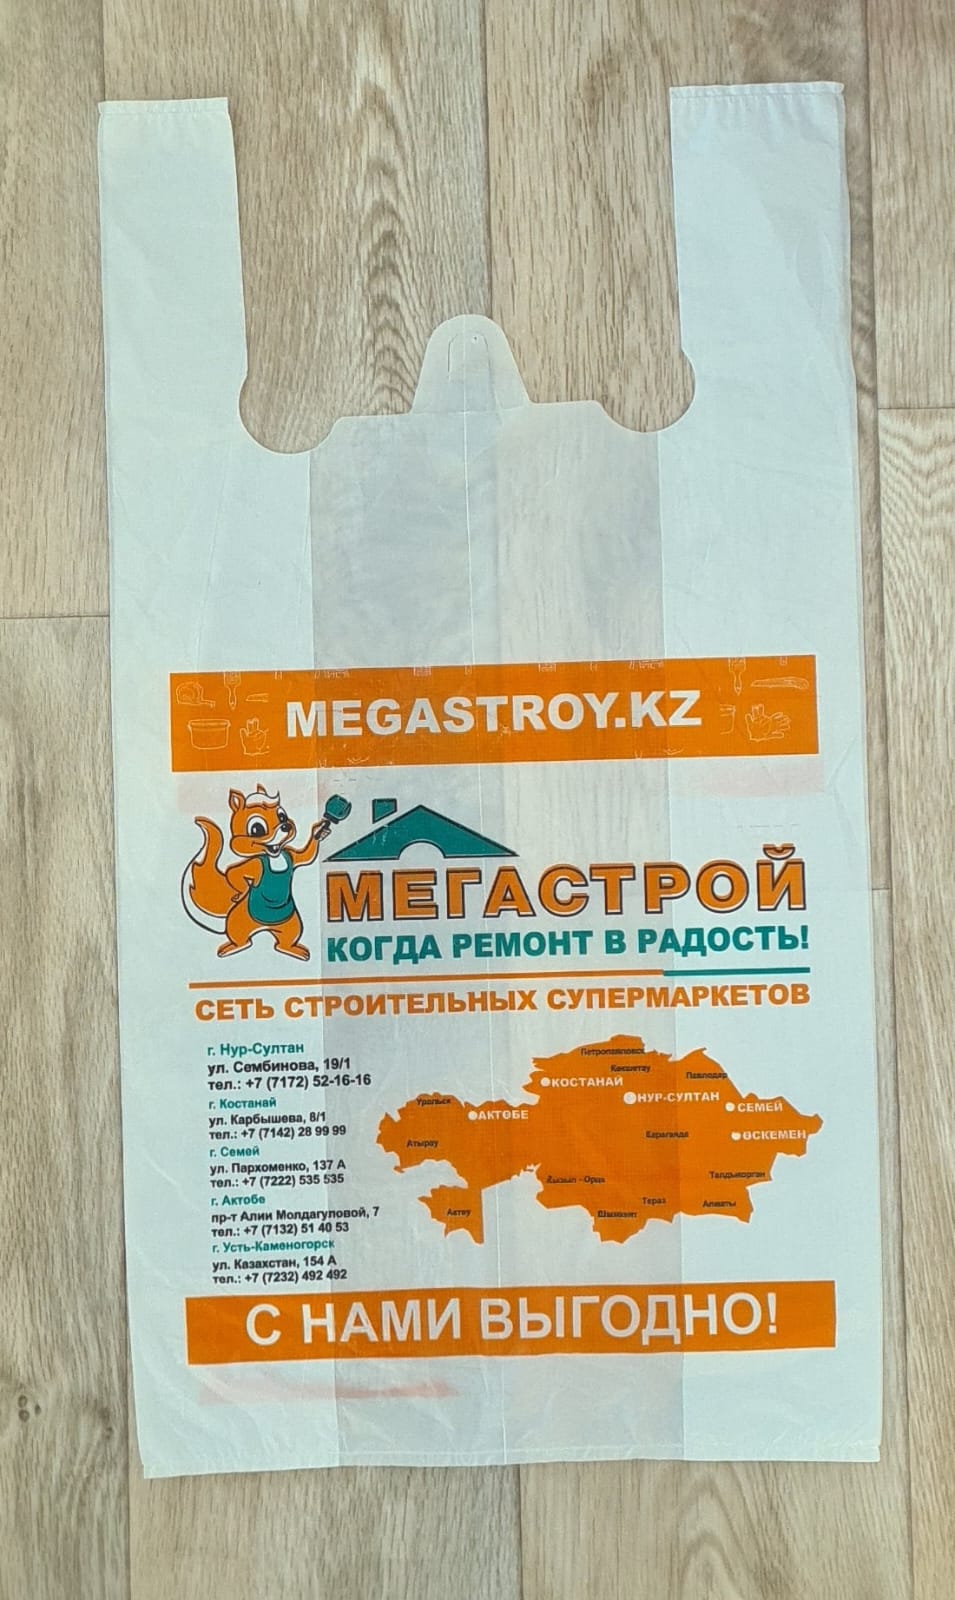 MEGASTROY.KZ
МЕГАСТРОЙ
КОГДА РЕМОНТ В РАДОСТЬ!
СЕТЬ СТРОИТЕЛЬНЫХ СУПЕРМАРКЕТОВ
г. Нур-Султан
ул. Сембинова, 19/1
тел.: +7 (7172) 52-16-16
г. Костанай
ул. Карбышева, 8/1
тел.: +7 (7142) 28 99 99
г. Семей
ул. Пархоменко, 137 А
тел.: +7 (7222) 535 535
г. Актобе
пр-т Алии Молдагуловой, 7
тел.: +7 (7132) 51 40 53
г. Усть-Каменогорск
ул. Казахстан, 154 А
тел.: +7 (7232) 492 492
Петропавловск
Кокшетау
КОСТАНАЙ
Павлодар
Уральск
НУР-СУЛТАН
АКТӨБЕ
СЕМЕЙ
Атырау
Караганда
ӨСКЕМЕН
Кызыл - Орда
Талдыкорган
Актау
Тараз
Алматы
Шымкент
С НАМИ ВЫГОДНО!